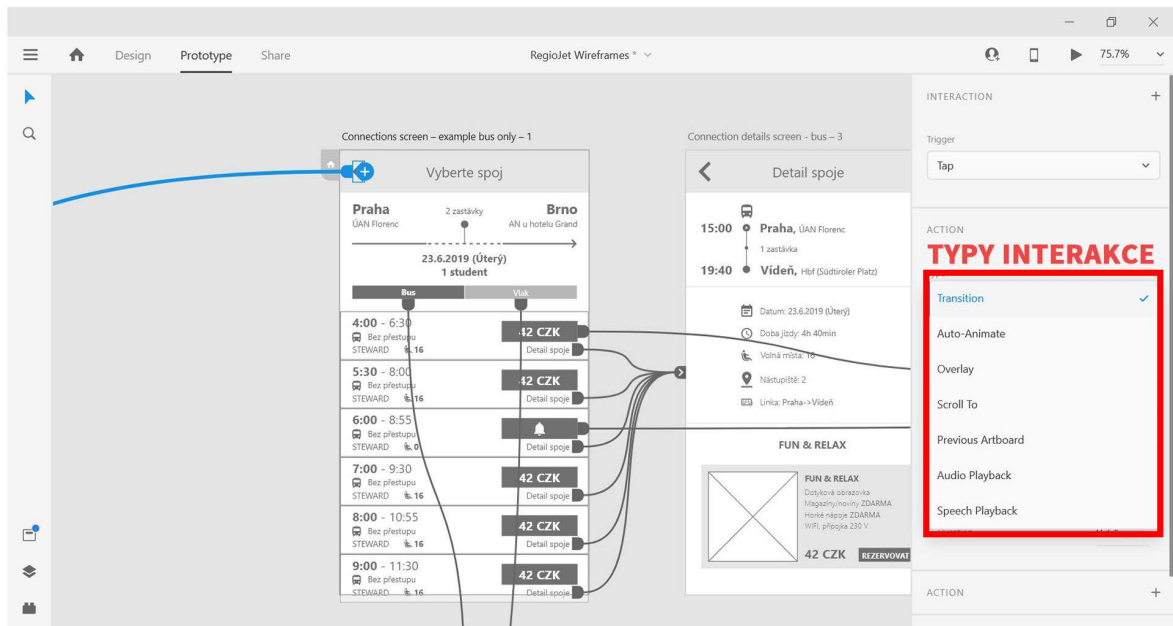 Design Prototype Share RegioJet Wireframes * 75.7%
Connections screen – example bus only – 1
Vyberte spoj
Praha 2 zastávky Brno
ÚAN Florenc AN u hotelu Grand
23.6.2019 (Úterý)
1 student
Bus Vlak
4:00 - 6:30 42 CZK
Bez přestupu
STEWARD 16 Detail spoje
5:30 - 8:00 42 CZK
Bez přestupu
STEWARD 16 Detail spoje
6:00 - 8:55
Bez přestupu
STEWARD 0 Detail spoje
7:00 - 9:30 42 CZK
Bez přestupu
STEWARD 16 Detail spoje
8:00 - 10:55 42 CZK
Bez přestupu
STEWARD 16 Detail spoje
9:00 - 11:30 42 CZK
Bez přestupu
STEWARD 16 Detail spoje
Connection details screen - bus – 3
Detail spoje
15:00 Praha, ÚAN Florenc
1 zastávka
19:40 Vídeň, Hbf (Südtiroler Platz)
Datum: 23.6.2019 (Úterý)
Doba jízdy: 4h 40min
Volná místa: 16
Nástupiště: 2
Linka: Praha->Vídeň
FUN & RELAX
FUN & RELAX
Dotyková obrazovka
Magazíny/noviny ZDARMA
Horké nápoje ZDARMA
WIFI, přípojka 230 V
42 CZK REZERVOVAT
INTERACTION
Trigger
Tap
ACTION
TYPY INTERAKCE
Transition
Auto-Animate
Overlay
Scroll To
Previous Artboard
Audio Playback
Speech Playback
ACTION